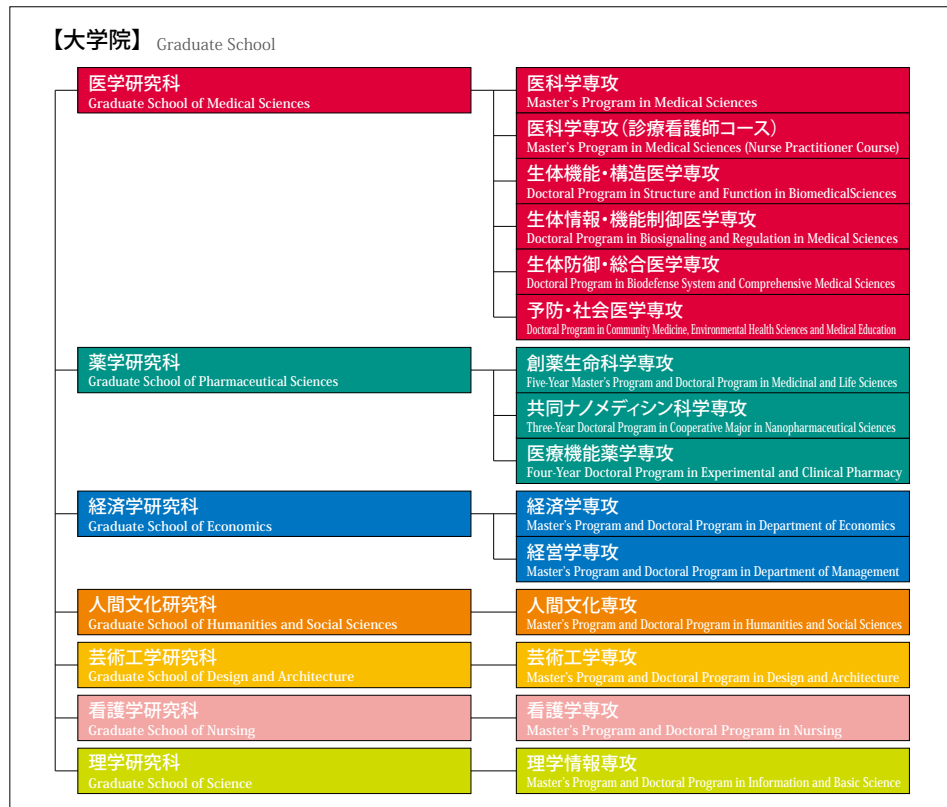 【大学院】 Graduate School
医学研究科
Graduate School of Medical Sciences
医科学専攻
Master's Program in Medical Sciences
医科学専攻（診療看護師コース）
Master's Program in Medical Sciences (Nurse Practitioner Course)
生体機能・構造医学専攻
Doctoral Program in Structure and Function in BiomedicalSciences
生体情報・機能制御医学専攻
Doctoral Program in Biosignaling and Regulation in Medical Sciences
生体防御・総合医学専攻
Doctoral Program in Biodefense System and Comprehensive Medical Sciences
予防・社会医学専攻
Doctoral Program in Community Medicine, Environmental Health Sciences and Medical Education
薬学研究科
Graduate School of Pharmaceutical Sciences
創薬生命科学専攻
Five-Year Master's Program and Doctoral Program in Medicinal and Life Sciences
共同ナノメディシン科学専攻
Three-Year Doctoral Program in Cooperative Major in Nanopharmaceutical Sciences
医療機能薬学専攻
Four-Year Doctoral Program in Experimental and Clinical Pharmacy
経済学研究科
Graduate School of Economics
経済学専攻
Master's Program and Doctoral Program in Department of Economics
経営学専攻
Master's Program and Doctoral Program in Department of Management
人間文化研究科
Graduate School of Humanities and Social Sciences
人間文化専攻
Master's Program and Doctoral Program in Humanities and Social Sciences
芸術工学研究科
Graduate School of Design and Architecture
芸術工学専攻
Master's Program and Doctoral Program in Design and Architecture
看護学研究科
Graduate School of Nursing
看護学専攻
Master's Program and Doctoral Program in Nursing
理学研究科
Graduate School of Science
理学情報専攻
Master's Program and Doctoral Program in Information and Basic Science